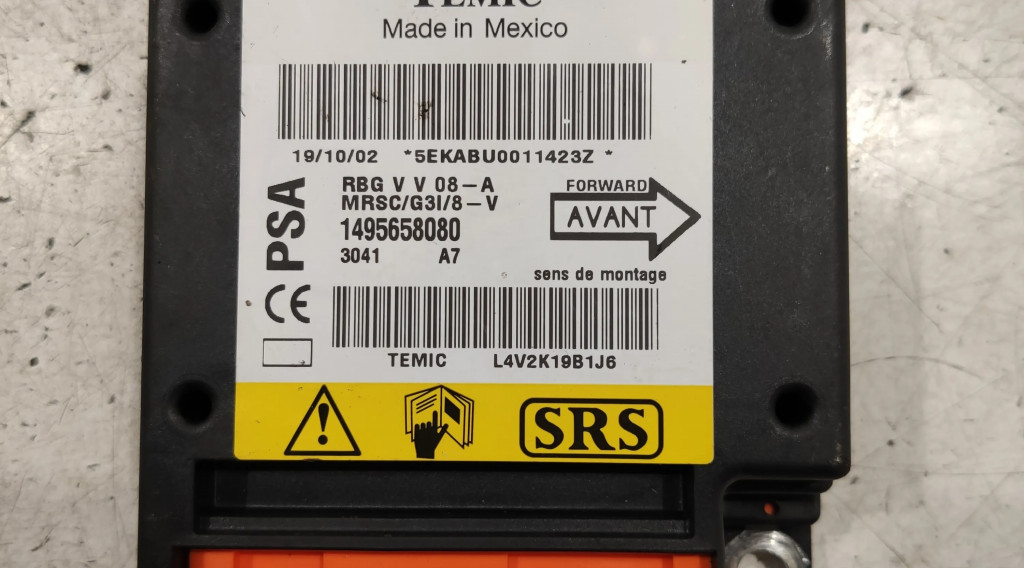 TEMIC
Made in Mexico
19/10/02 *5EKABU0011423Z *
PSA
RBG V V 08-A
MRSC/G3I/8-V
1495658080
3041 A7
FORWARD
AVANT
sens de montage
CE
TEMIC L4V2K19B1J6
SRS